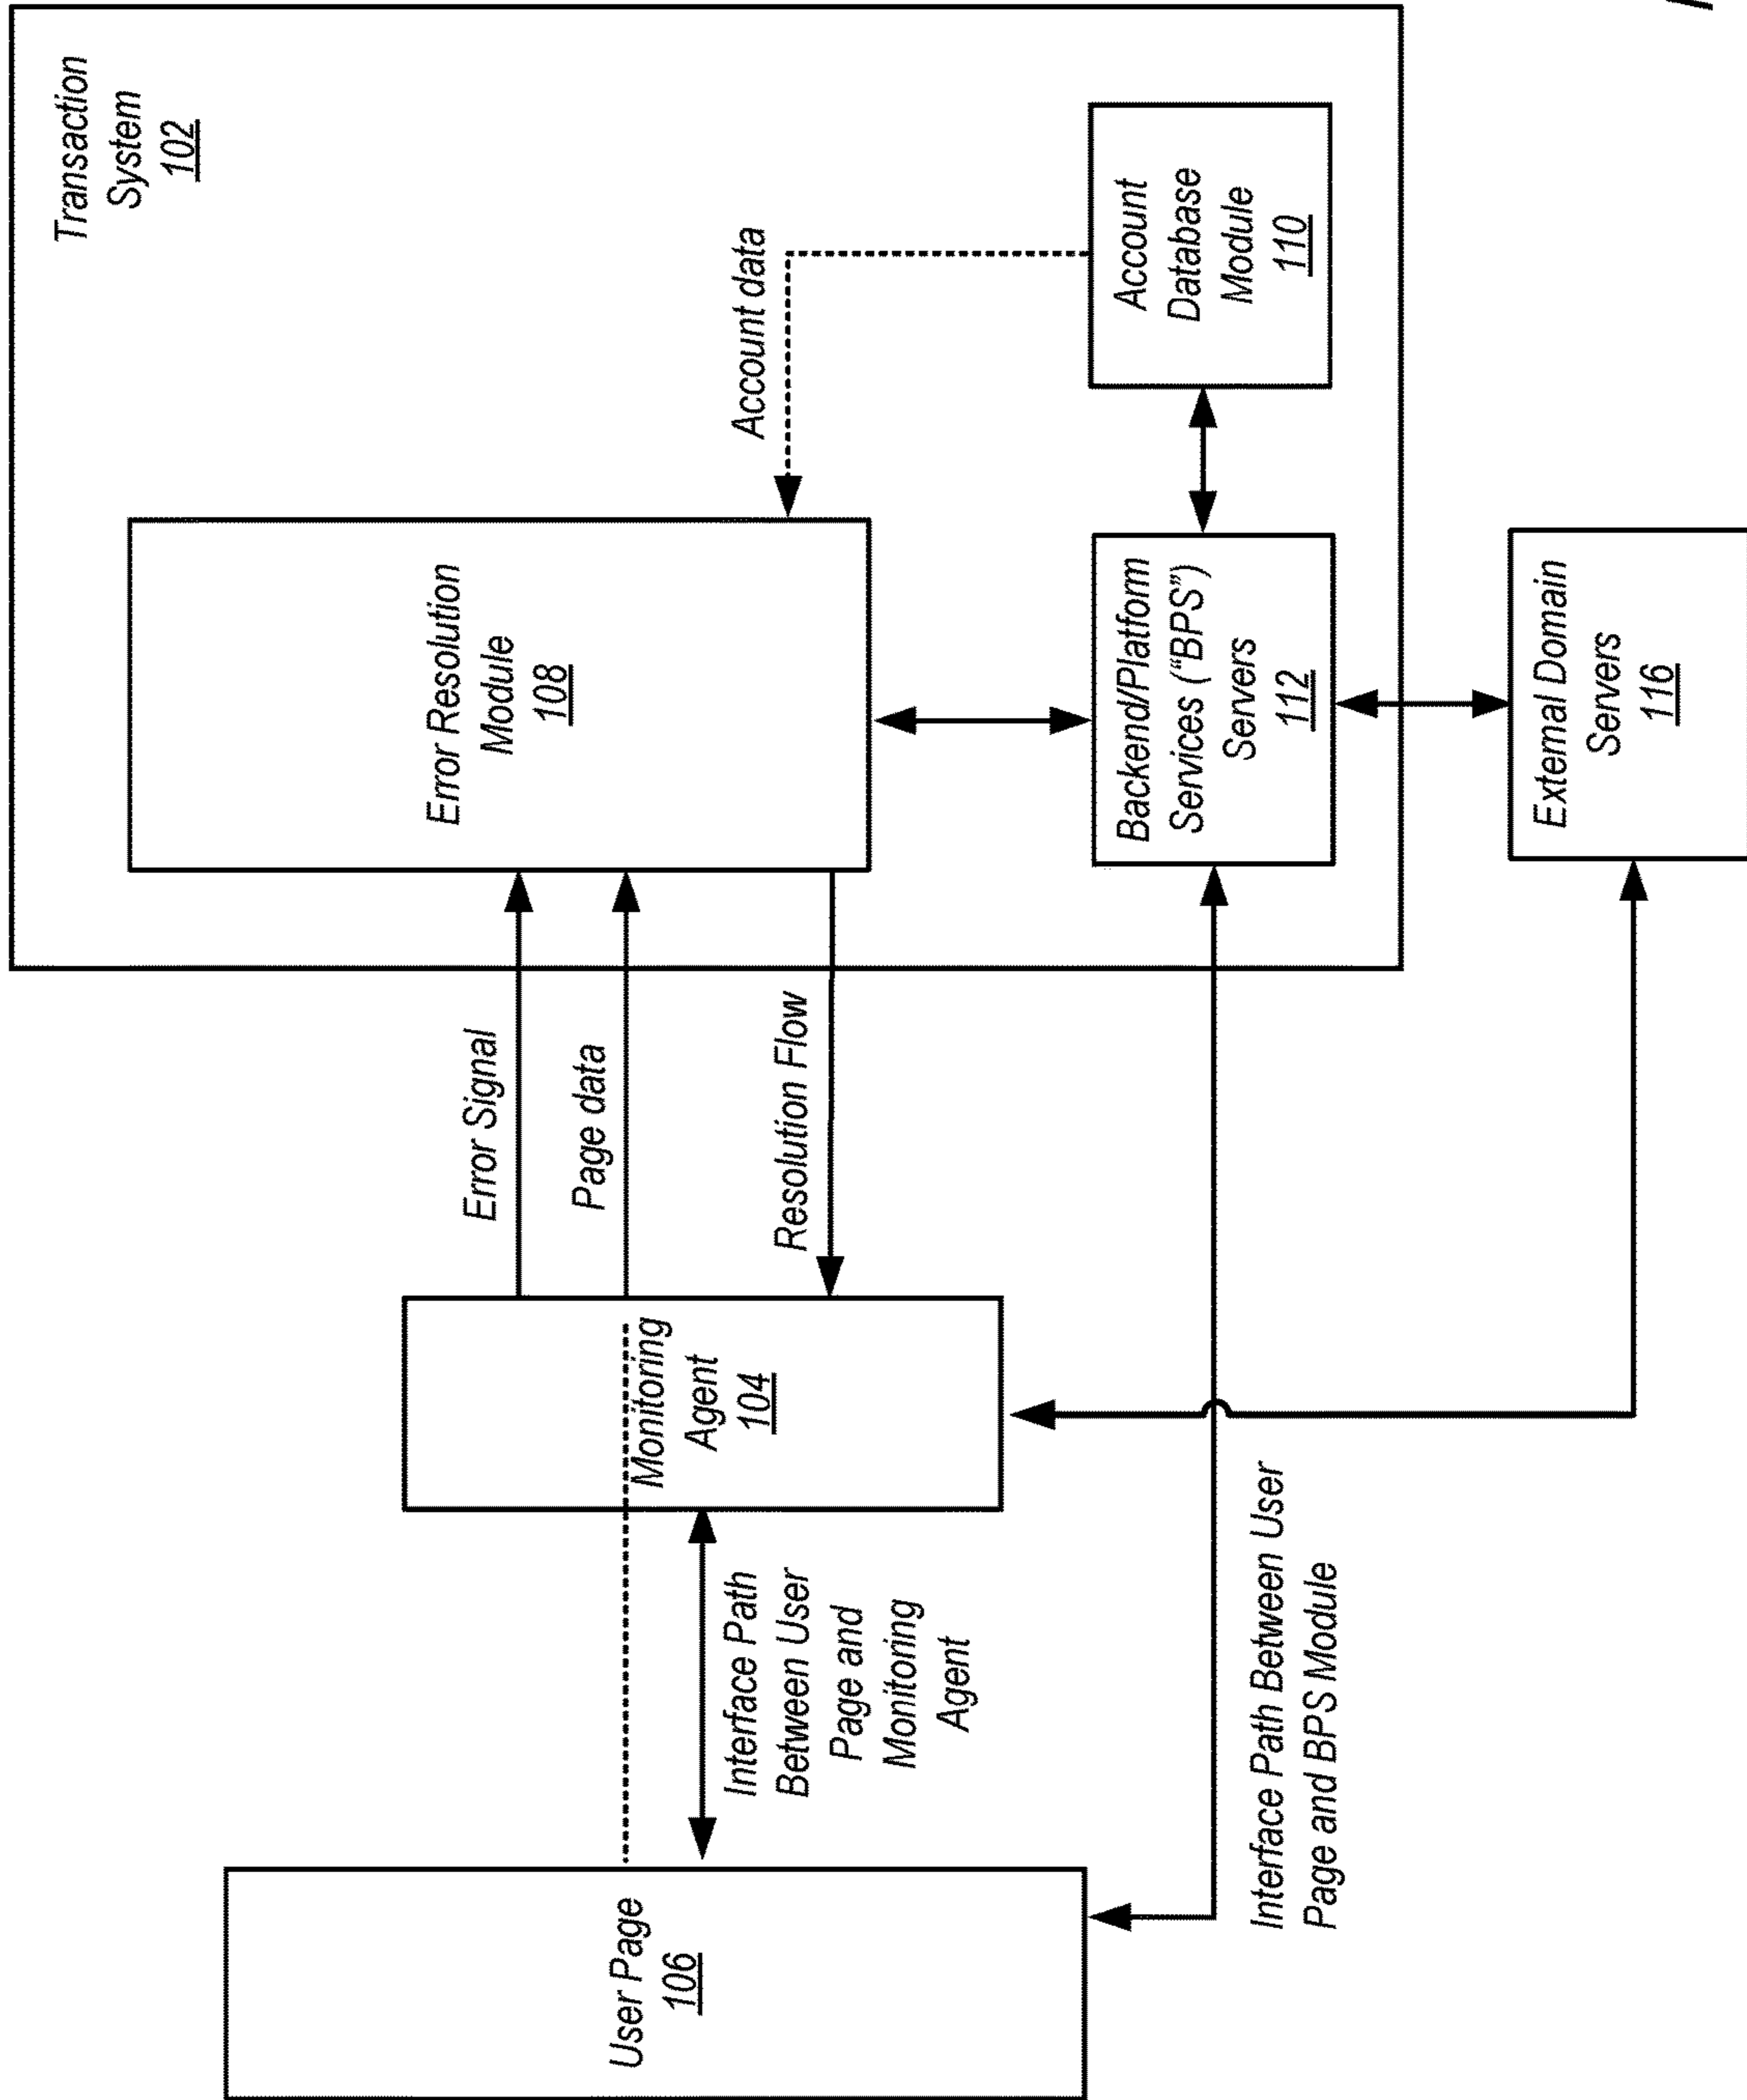 Transaction
System
102
Error Resolution
Module
108
Account data
Account
Database
Module
110
Backend/Platform
Services (“BPS”)
Servers
112
External Domain
Servers
116
Error Signal
Page data
Resolution Flow
Monitoring
Agent
104
Interface Path
Between User
Page and
Monitoring
Agent
User Page
106
Interface Path Between User
Page and BPS Module